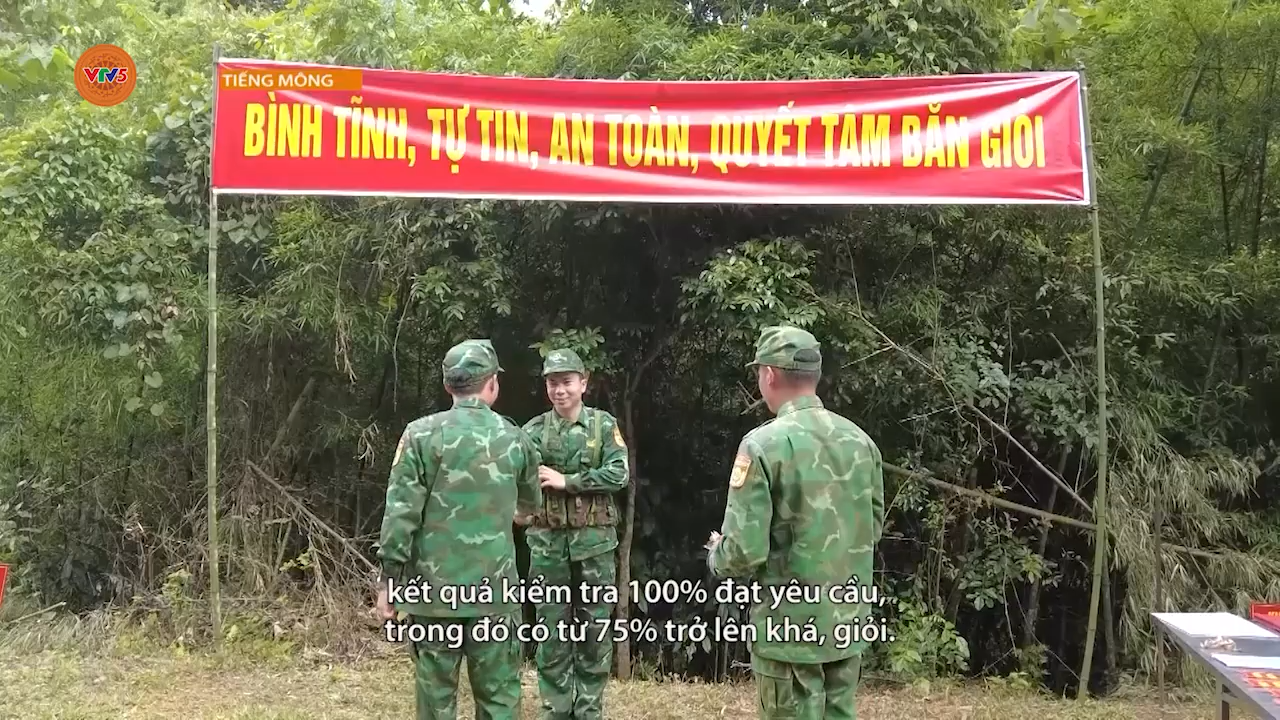 VTV5
TIẾNG MÔNG
BÌNH TĨNH, TỰ TIN, AN TOÀN, QUYẾT TÂM BẮN GIỎI
kết quả kiểm tra 100% đạt yêu cầu,
trong đó có từ 75% trở lên khá, giỏi.